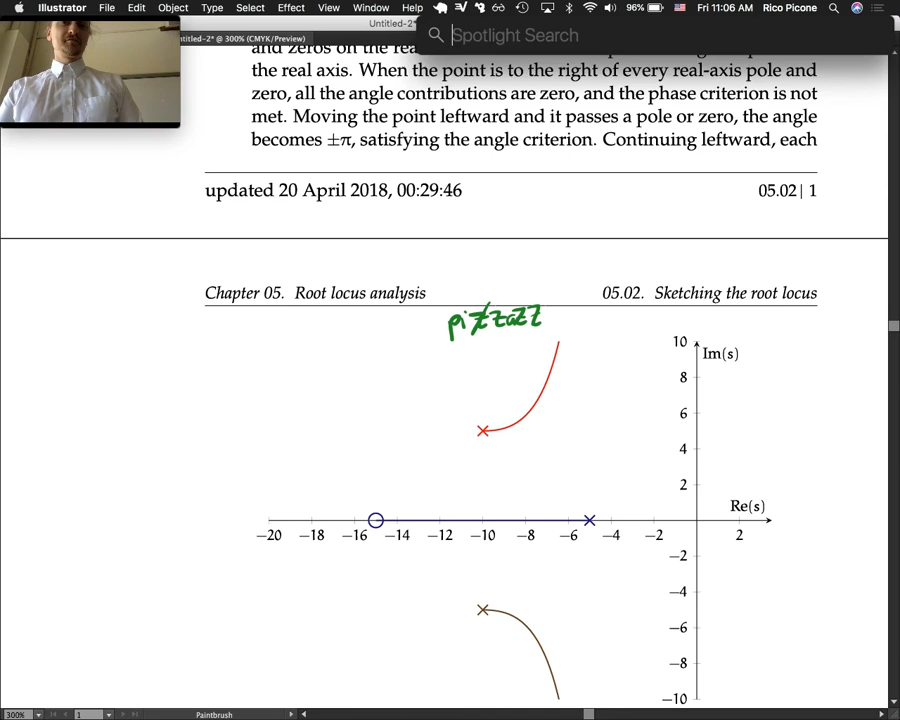 Illustrator File Edit Object Type Select Effect View Window Help 96% Fri 11:06 AM Rico Picone
Untitled-2*
ntitled-2* @ 300% (CMYK/Preview)
Spotlight Search
and zeros on the rea
the real axis. When the point is to the right of every real-axis pole and
zero, all the angle contributions are zero, and the phase criterion is not
met. Moving the point leftward and it passes a pole or zero, the angle
becomes ±π, satisfying the angle criterion. Continuing leftward, each
updated 20 April 2018, 00:29:46 05.02| 1
Chapter 05. Root locus analysis 05.02. Sketching the root locus
pizzazz
10
Im(s)
8
6
4
2
Re(s)
−20 −18 −16 −14 −12 −10 −8 −6 −4 −2 2
−2
−4
−6
−8
−10
300% 1 Paintbrush